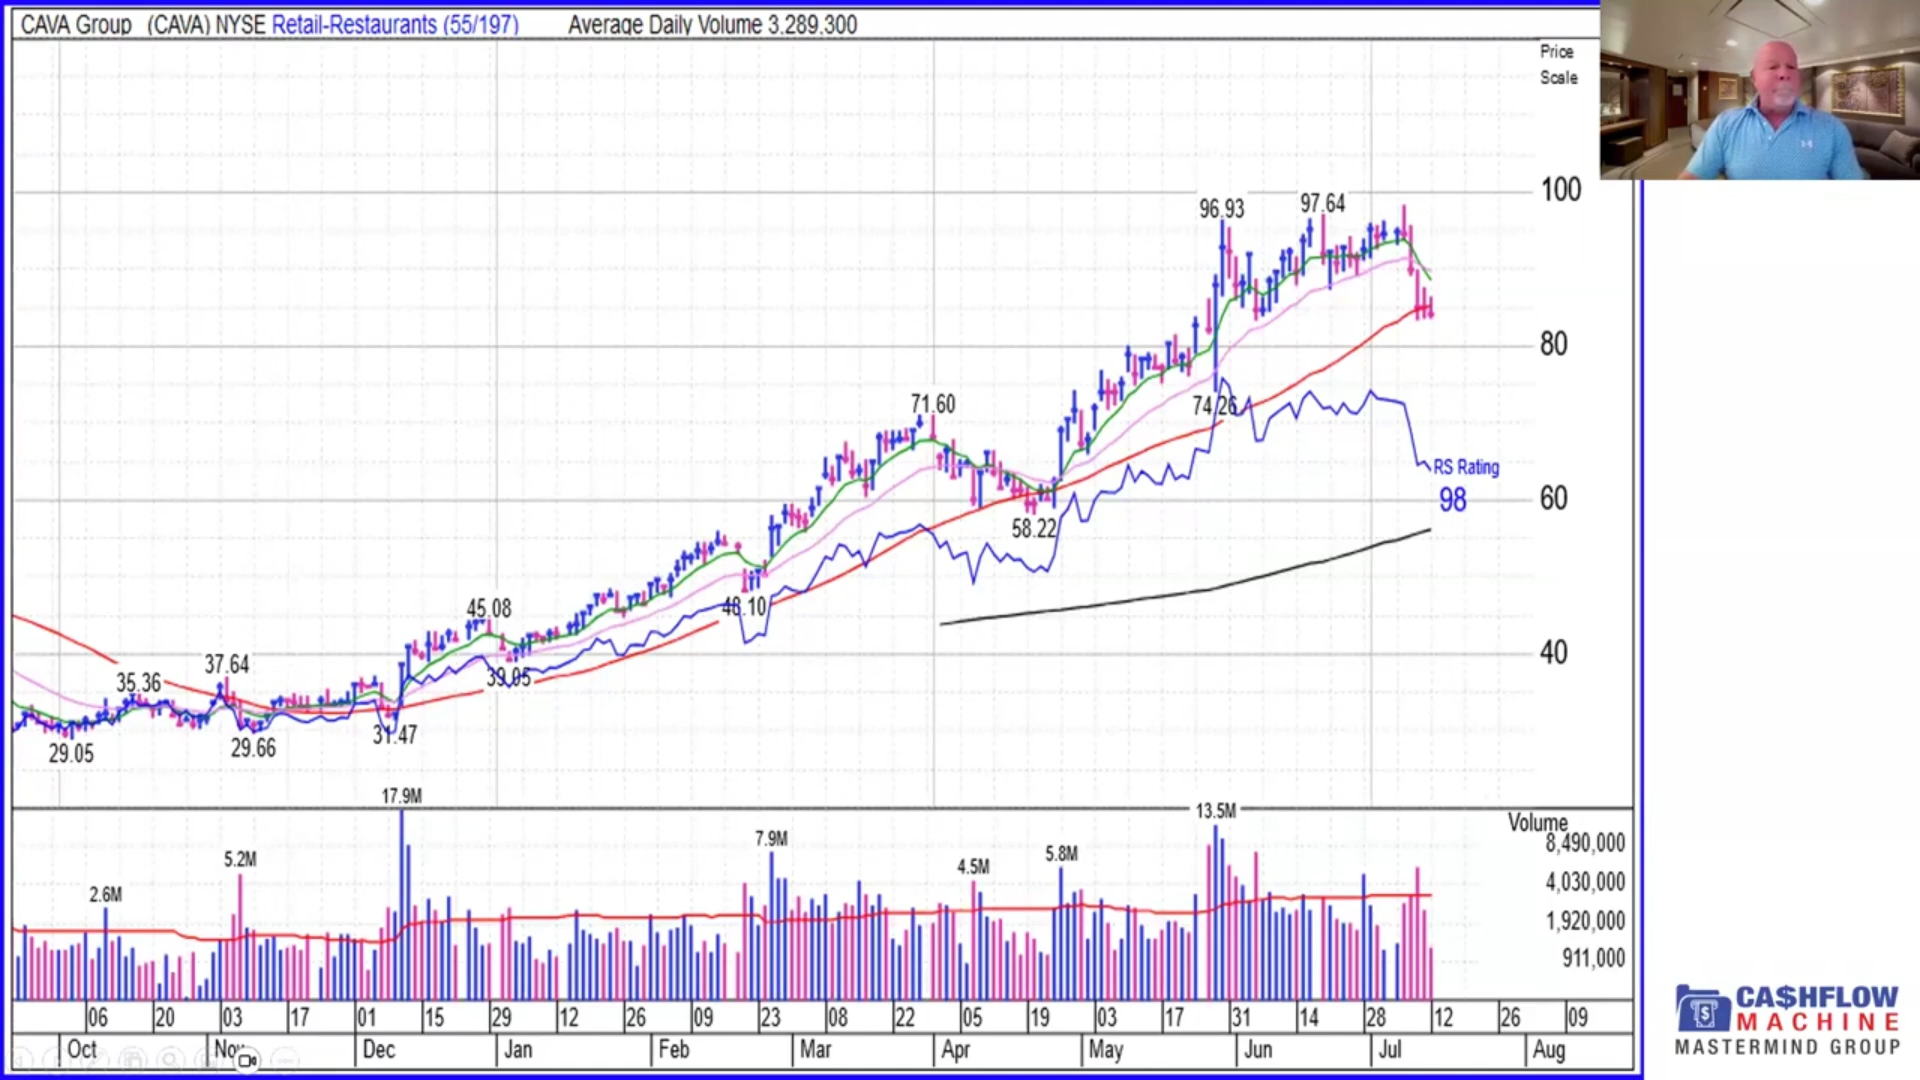 CAVA Group (CAVA) NYSE Retail-Restaurants (55/197) Average Daily Volume 3,289,300
Price
Scale
100
96.93
97.64
80
71.60
74.26
RS Rating
98
60
58.22
48.10
45.08
40
39.05
37.64
35.36
31.47
29.05
29.66
17.9M
13.5M
Volume
8,490,000
7.9M
5.2M
4.5M
5.8M
4,030,000
2.6M
1,920,000
911,000
06 20 03 17 01 15 29 12 26 09 23 08 22 05 19 03 17 31 14 28 12 26 09
Oct Nov Dec Jan Feb Mar Apr May Jun Jul Aug
CA$HFLOW
MACHINE
MASTERMIND GROUP